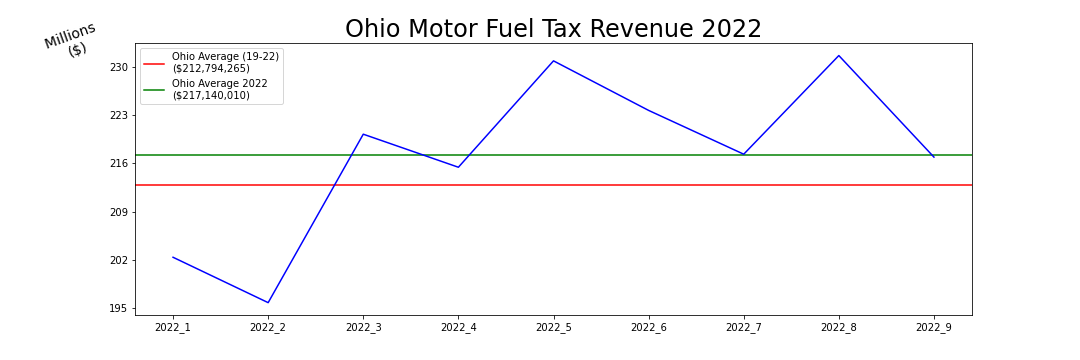 Millions
($)
Ohio Motor Fuel Tax Revenue 2022
Ohio Average (19-22)
($212,794,265)
Ohio Average 2022
($217,140,010)
230
223
216
209
202
195
2022_1 2022_2 2022_3 2022_4 2022_5 2022_6 2022_7 2022_8 2022_9